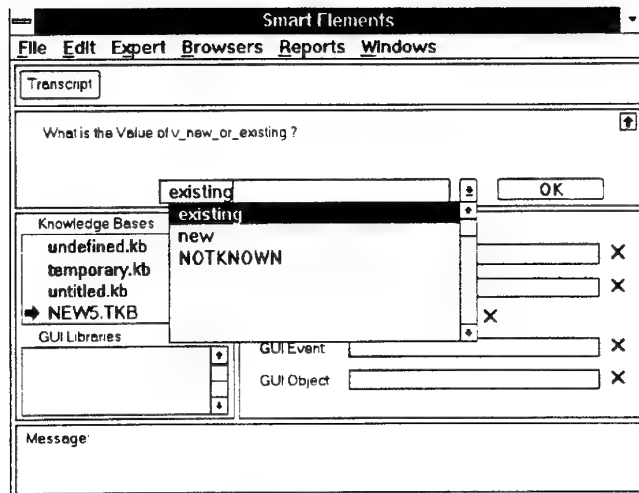 Smart Elements
File Edit Expert Browsers Reports Windows
Transcript
What is the Value of v_new_or_existing ?
existing
OK
existing
new
NOTKNOWN
Knowledge Bases
undefined.kb
temporary.kb
untitled.kb
NEW5.TKB
GUI Libraries
GUI Event
GUI Object
Message: